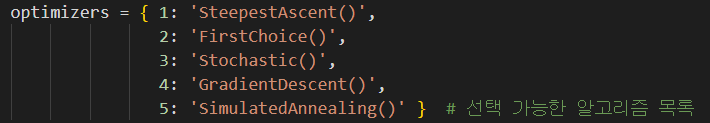 optimizers = { 1: 'SteepestAscent()',
2: 'FirstChoice()',
3: 'Stochastic()',
4: 'GradientDescent()',
5: 'SimulatedAnnealing()' }  # 선택 가능한 알고리즘 목록